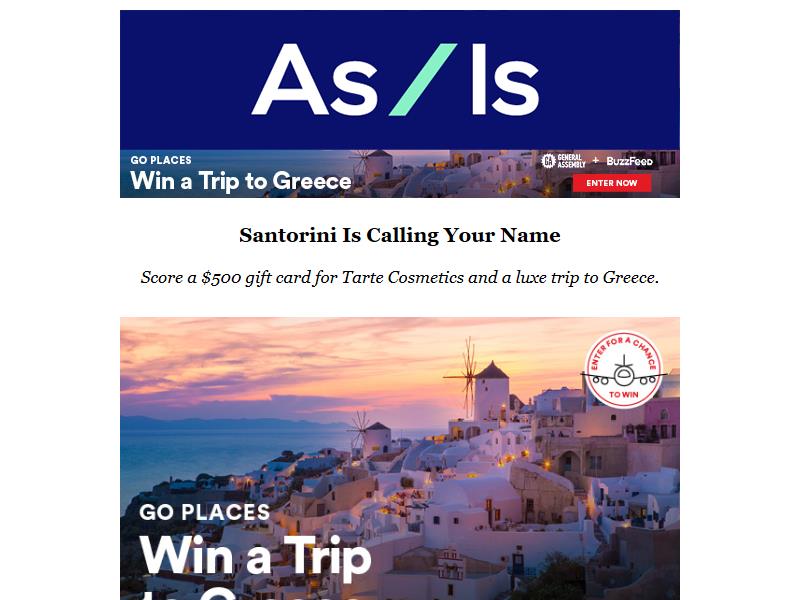 As/Is
GO PLACES
Win a Trip to Greece
GA GENERAL ASSEMBLY + BuzzFeed
ENTER NOW
Santorini Is Calling Your Name
Score a $500 gift card for Tarte Cosmetics and a luxe trip to Greece.
ENTER FOR A CHANCE
TO WIN
GO PLACES
Win a Trip
to Greece